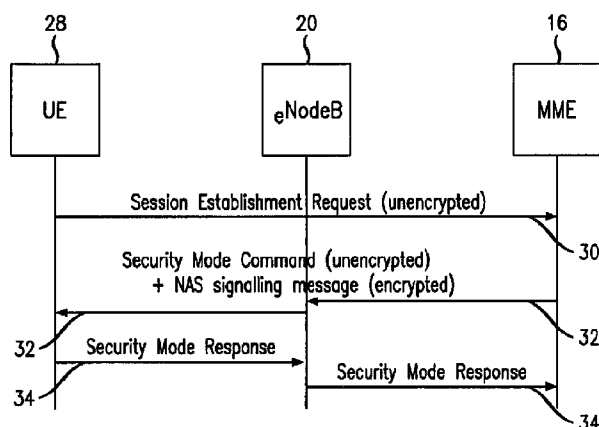 28
20
16
UE
eNodeB
MME
Session Establishment Request (unencrypted)
30
Security Mode Command (unencrypted)
+ NAS signalling message (encrypted)
32
32
Security Mode Response
34
Security Mode Response
34